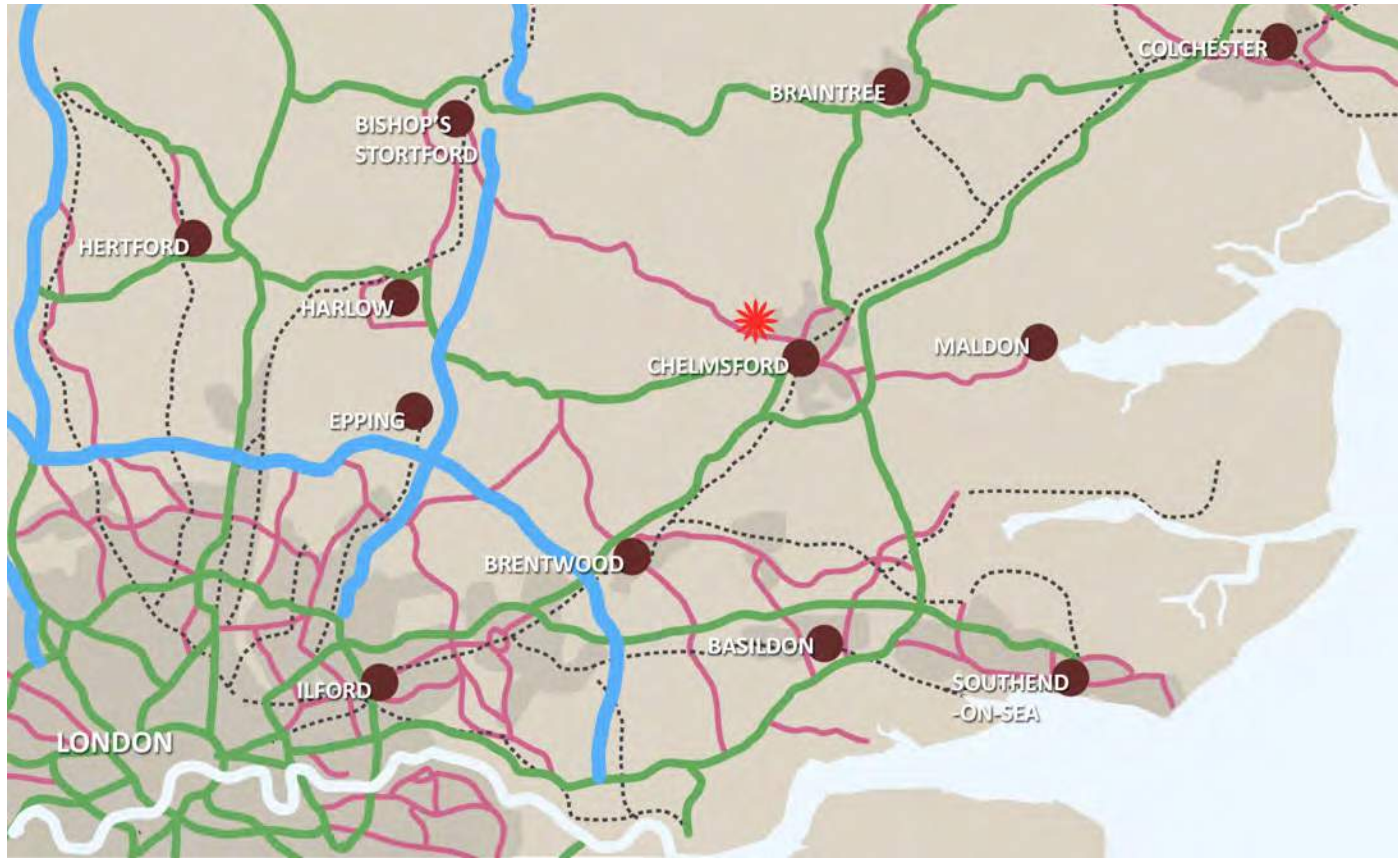 COLCHESTER
BRAINTREE
BISHOP'S
STORTFORD
HERTFORD
HARLOW
MALDON
CHELMSFORD
EPPING
BRENTWOOD
BASILDON
ILFORD
SOUTHEND
-ON-SEA
LONDON